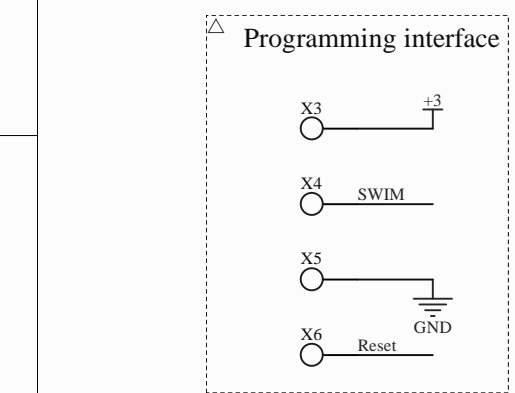 Programming interface
X3
+3
X4
SWIM
X5
GND
X6
Reset